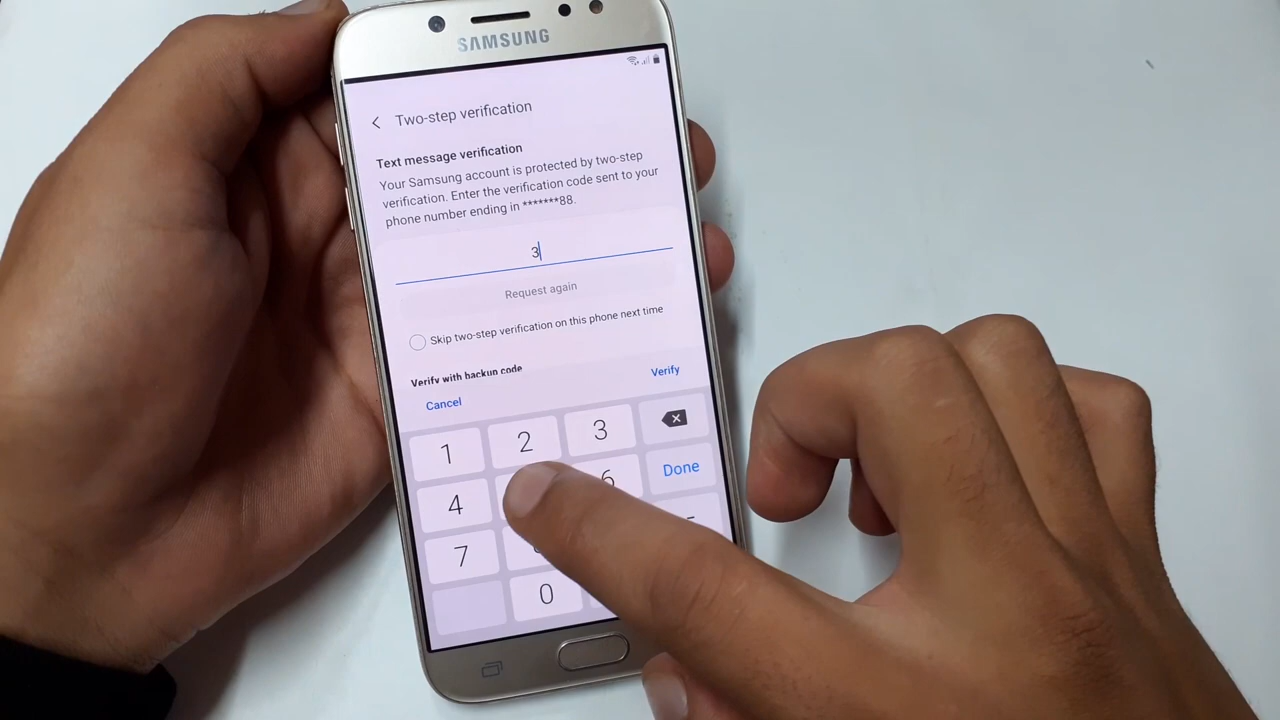 SAMSUNG
Two-step verification
Text message verification
Your Samsung account is protected by two-step
verification. Enter the verification code sent to your
phone number ending in *******88.
3
Request again
Skip two-step verification on this phone next time
Verify with backup code
Cancel
Verify
1 2 3
4 6 Done
7
0